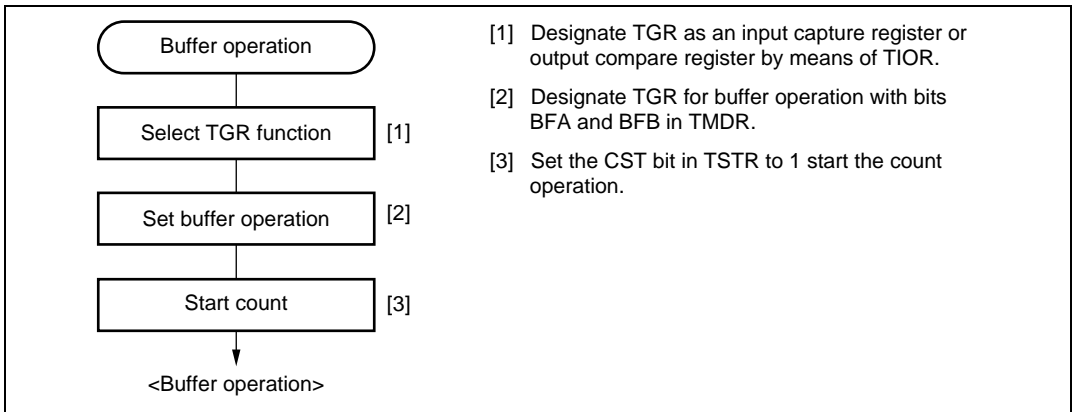 Buffer operation
Select TGR function
[1]
Set buffer operation
[2]
Start count
[3]
<Buffer operation>
[1] Designate TGR as an input capture register or
output compare register by means of TIOR.
[2] Designate TGR for buffer operation with bits
BFA and BFB in TMDR.
[3] Set the CST bit in TSTR to 1 start the count
operation.